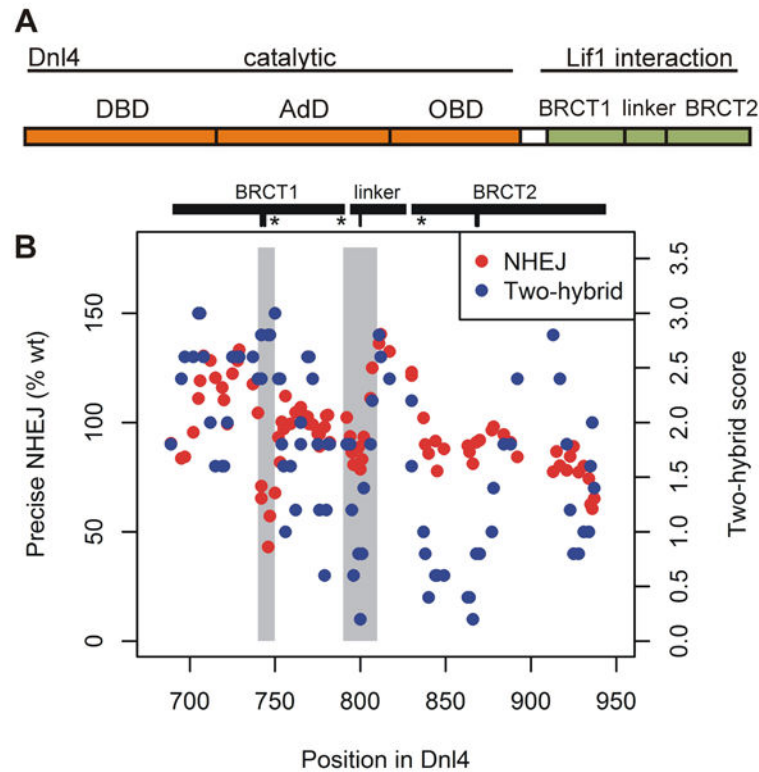 A
Dnl4 catalytic Lif1 interaction
DBD AdD OBD BRCT1 linker BRCT2
BRCT1 linker BRCT2
* * *
B
NHEJ
Two-hybrid
Precise NHEJ (% wt)
150
100
50
0
Two-hybrid score
3.5
3.0
2.5
2.0
1.5
1.0
0.5
0.0
700 750 800 850 900 950
Position in Dnl4